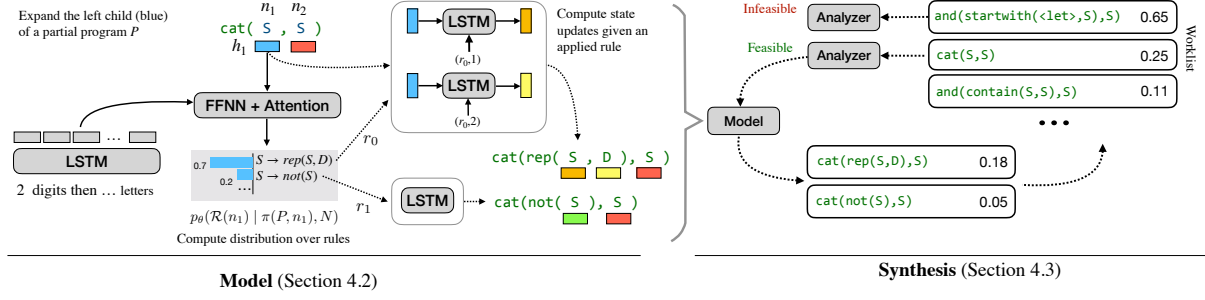 Expand the left child (blue)
of a partial program P
n1 n2
cat( S , S )
h1
FFNN + Attention
LSTM
2 digits then … letters
0.7
S → rep(S, D)
0.2
S → not(S)
...
pθ(R(n1) | π(P, n1), N)
Compute distribution over rules
r0
r1
LSTM
(r0,1)
LSTM
(r0,2)
Compute state
updates given an
applied rule
cat(rep( S , D ), S )
LSTM
cat(not( S ), S )
Model (Section 4.2)
Infeasible
Analyzer
and(startwith(<let>,S),S) 0.65
Feasible
Analyzer
cat(S,S) 0.25
and(contain(S,S),S) 0.11
Worklist
•••
Model
cat(rep(S,D),S) 0.18
cat(not(S),S) 0.05
Synthesis (Section 4.3)